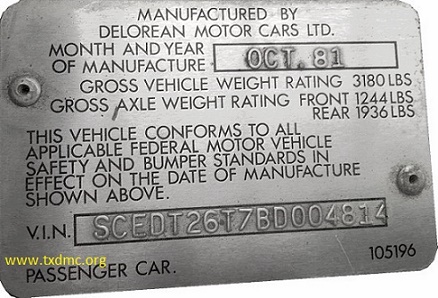 MANUFACTURED BY
DELOREAN MOTOR CARS LTD.
MONTH AND YEAR
OF MANUFACTURE OCT. 81
GROSS VEHICLE WEIGHT RATING 3180 LBS
GROSS AXLE WEIGHT RATING FRONT 1244 LBS
REAR 1936 LBS
THIS VEHICLE CONFORMS TO ALL
APPLICABLE FEDERAL MOTOR VEHICLE
SAFETY AND BUMPER STANDARDS IN
EFFECT ON THE DATE OF MANUFACTURE
SHOWN ABOVE.
V.I.N. SCEDT26T7BD004814
www.txdmc.org
105196
PASSENGER CAR.